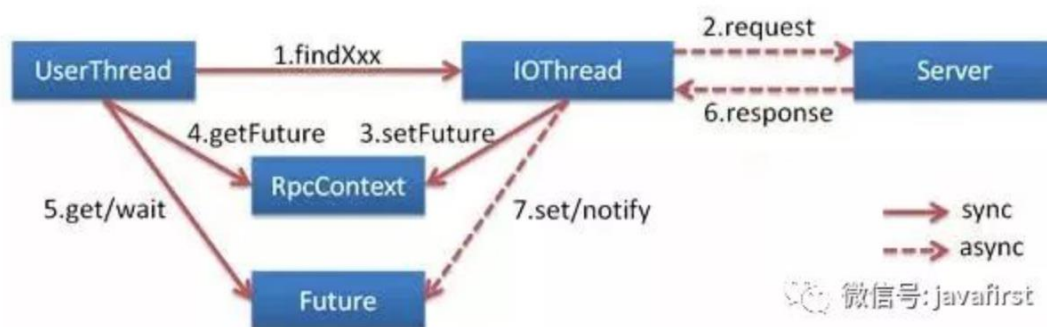 2.request
1.findXxx
UserThread
IOThread
Server
6.response
4.getFuture
3.setFuture
RpcContext
5.get/wait
7.set/notify
sync
async
Future
微信号: javafirst